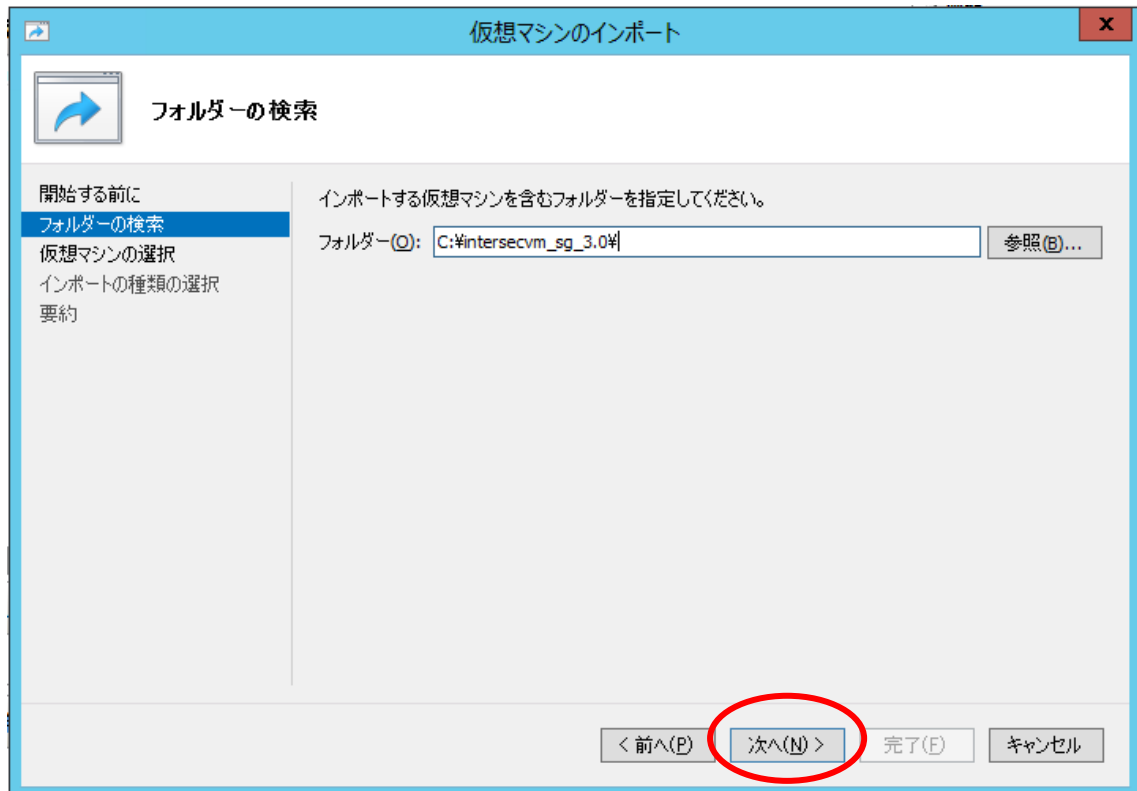 仮想マシンのインポート
x
フォルダーの検索
開始する前に
フォルダーの検索
仮想マシンの選択
インポートの種類の選択
要約
インポートする仮想マシンを含むフォルダーを指定してください。
フォルダー(O): C:¥intersecvm_sg_3.0¥ 参照(B)...
< 前へ(P) 次へ(N) > 完了(F) キャンセル